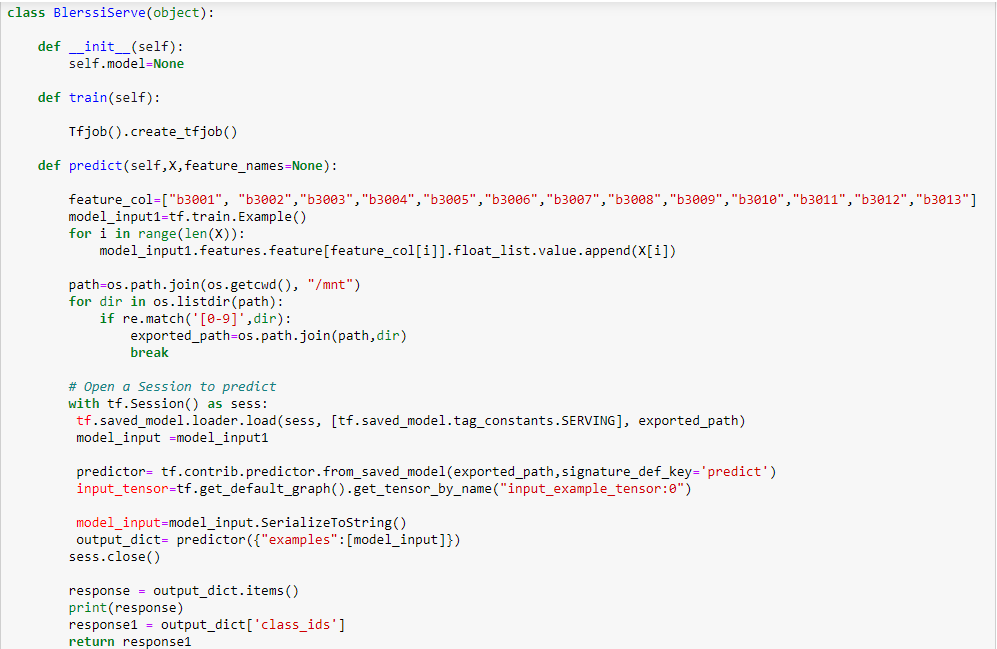 class BlerssiServe(object):
def __init__(self):
self.model=None
def train(self):
Tfjob().create_tfjob()
def predict(self,X,feature_names=None):
feature_col=["b3001", "b3002","b3003","b3004","b3005","b3006","b3007","b3008","b3009","b3010","b3011","b3012","b3013"]
model_input1=tf.train.Example()
for i in range(len(X)):
model_input1.features.feature[feature_col[i]].float_list.value.append(X[i])
path=os.path.join(os.getcwd(), "/mnt")
for dir in os.listdir(path):
if re.match('[0-9]',dir):
exported_path=os.path.join(path,dir)
break
# Open a Session to predict
with tf.Session() as sess:
tf.saved_model.loader.load(sess, [tf.saved_model.tag_constants.SERVING], exported_path)
model_input =model_input1
predictor= tf.contrib.predictor.from_saved_model(exported_path,signature_def_key='predict')
input_tensor=tf.get_default_graph().get_tensor_by_name("input_example_tensor:0")
model_input=model_input.SerializeToString()
output_dict= predictor({"examples":[model_input]})
sess.close()
response = output_dict.items()
print(response)
response1 = output_dict['class_ids']
return response1